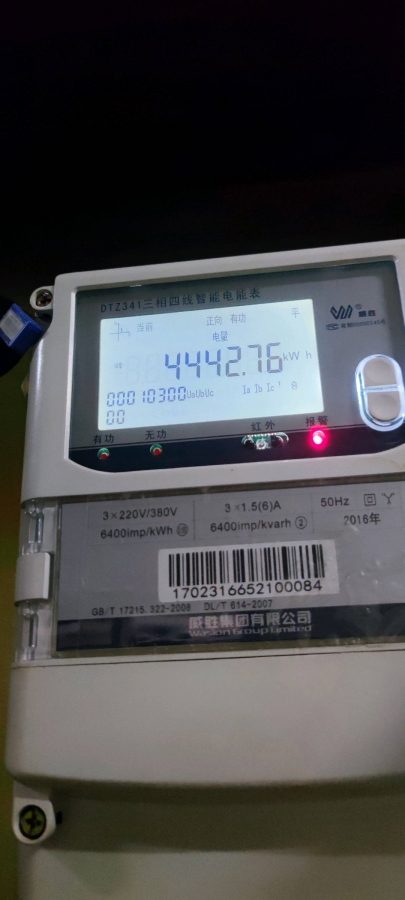 DTZ341三相四线智能电能表
当前 正向 有功 平
电量
4442.76 kWh
00010300 UaUbUc Ia Ib Ic
00
有功 无功 红外 报警
3×220V/380V 3×1.5(6)A 50Hz
6400imp/kWh 6400imp/kvarh ② 2016年
1702316652100084
GB/T 17215.322-2008 DL/T 614-2007
威胜集团有限公司
Wasion Group Limited